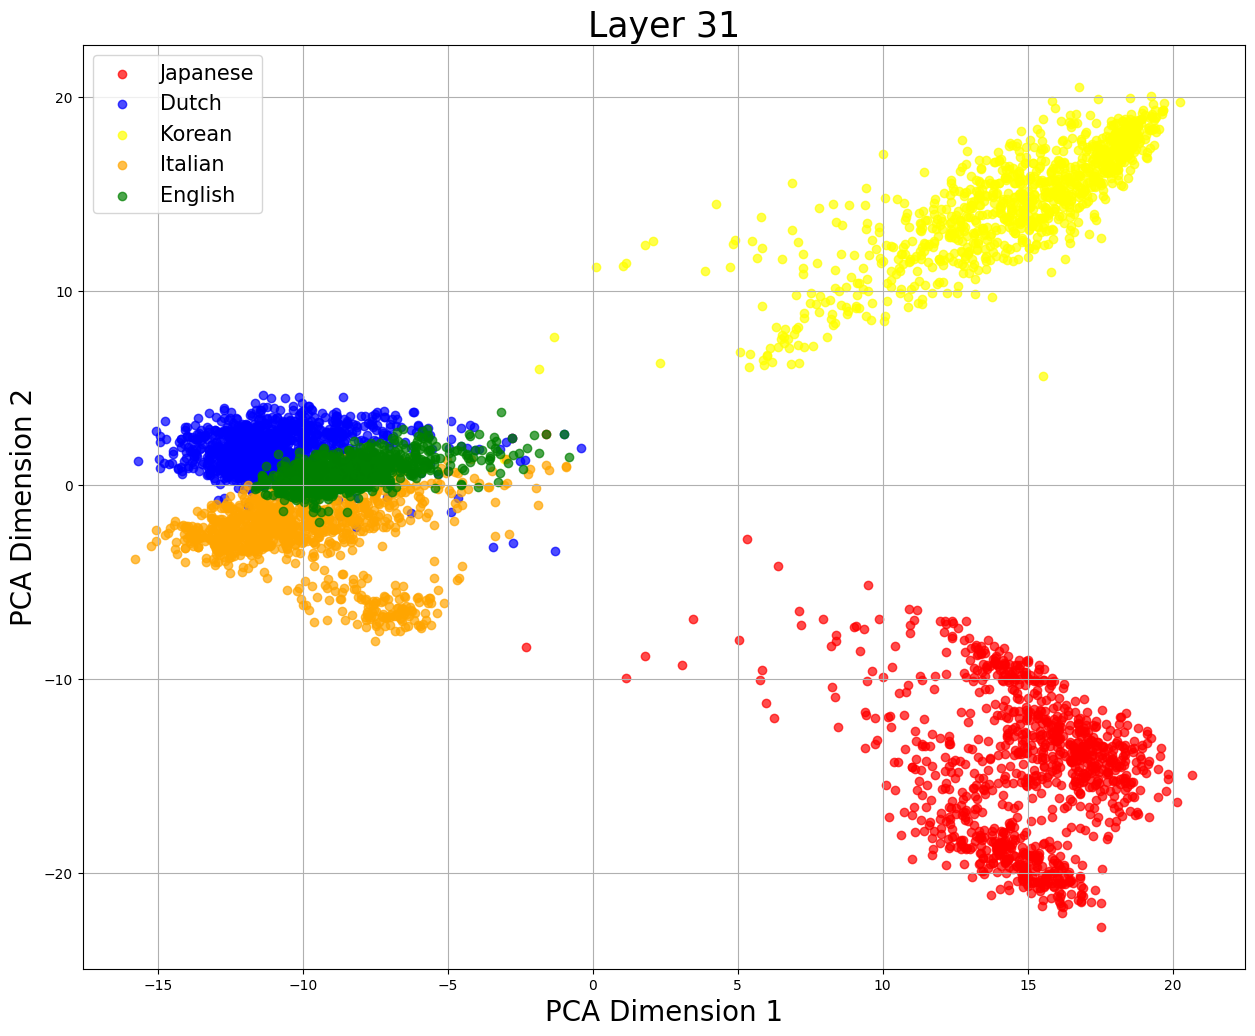 Layer 31
Japanese
Dutch
Korean
Italian
English
20
10
0
−10
−20
PCA Dimension 2
−15
−10
−5
0
5
10
15
20
PCA Dimension 1